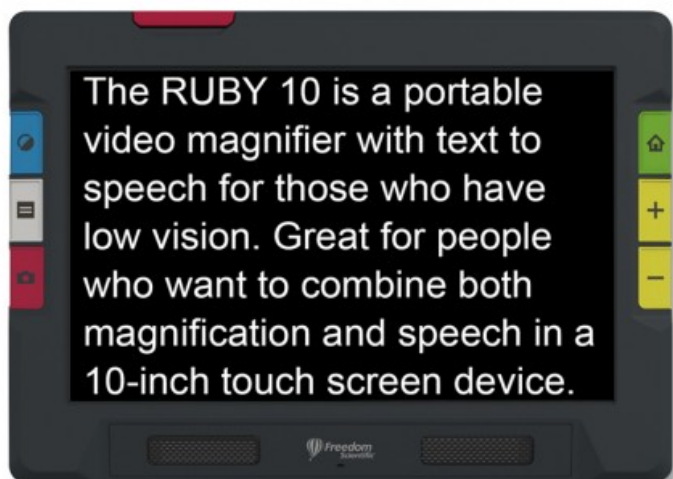 The RUBY 10 is a portable
video magnifier with text to
speech for those who have
low vision. Great for people
who want to combine both
magnification and speech in a
10-inch touch screen device.
Freedom
Scientific